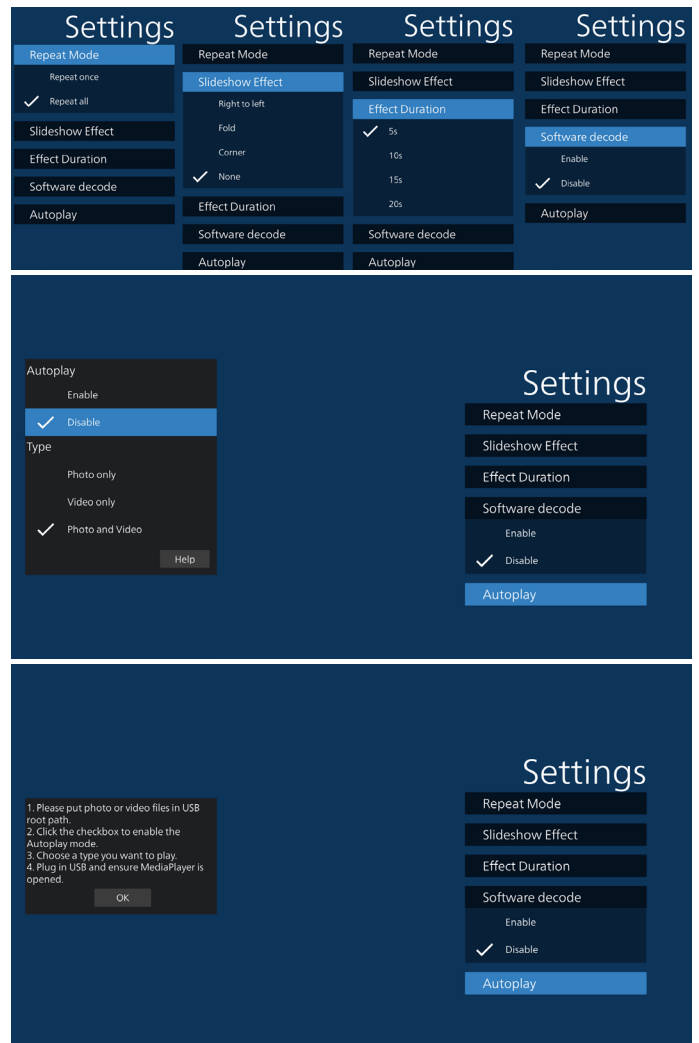 Settings
Repeat Mode
Repeat once
Repeat all
Slideshow Effect
Effect Duration
Software decode
Autoplay
Settings
Repeat Mode
Slideshow Effect
Right to left
Fold
Corner
None
Effect Duration
Software decode
Autoplay
Settings
Repeat Mode
Slideshow Effect
Effect Duration
5s
10s
15s
20s
Software decode
Autoplay
Settings
Repeat Mode
Slideshow Effect
Effect Duration
Software decode
Enable
Disable
Autoplay
Autoplay
Enable
Disable
Type
Photo only
Video only
Photo and Video
Help
Settings
Repeat Mode
Slideshow Effect
Effect Duration
Software decode
Enable
Disable
Autoplay
1. Please put photo or video files in USB
root path.
2. Click the checkbox to enable the
Autoplay mode.
3. Choose a type you want to play.
4. Plug in USB and ensure MediaPlayer is
opened.
OK
Settings
Repeat Mode
Slideshow Effect
Effect Duration
Software decode
Enable
Disable
Autoplay